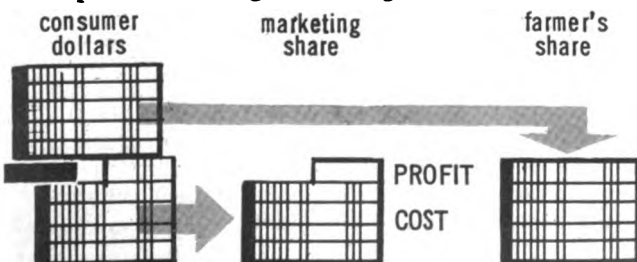 consumer
dollars
marketing
share
farmer's
share
PROFIT
COST